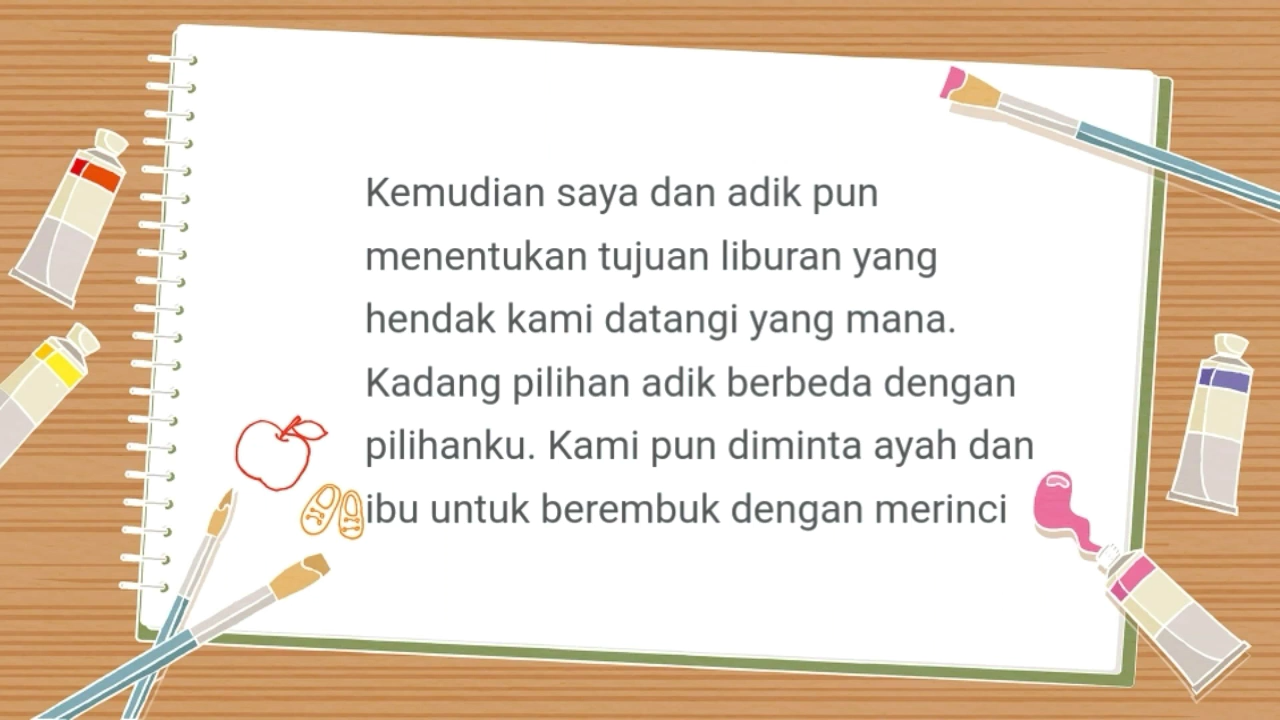 Kemudian saya dan adik pun
menentukan tujuan liburan yang
hendak kami datangi yang mana.
Kadang pilihan adik berbeda dengan
pilihanku. Kami pun diminta ayah dan
ibu untuk berembuk dengan merinci